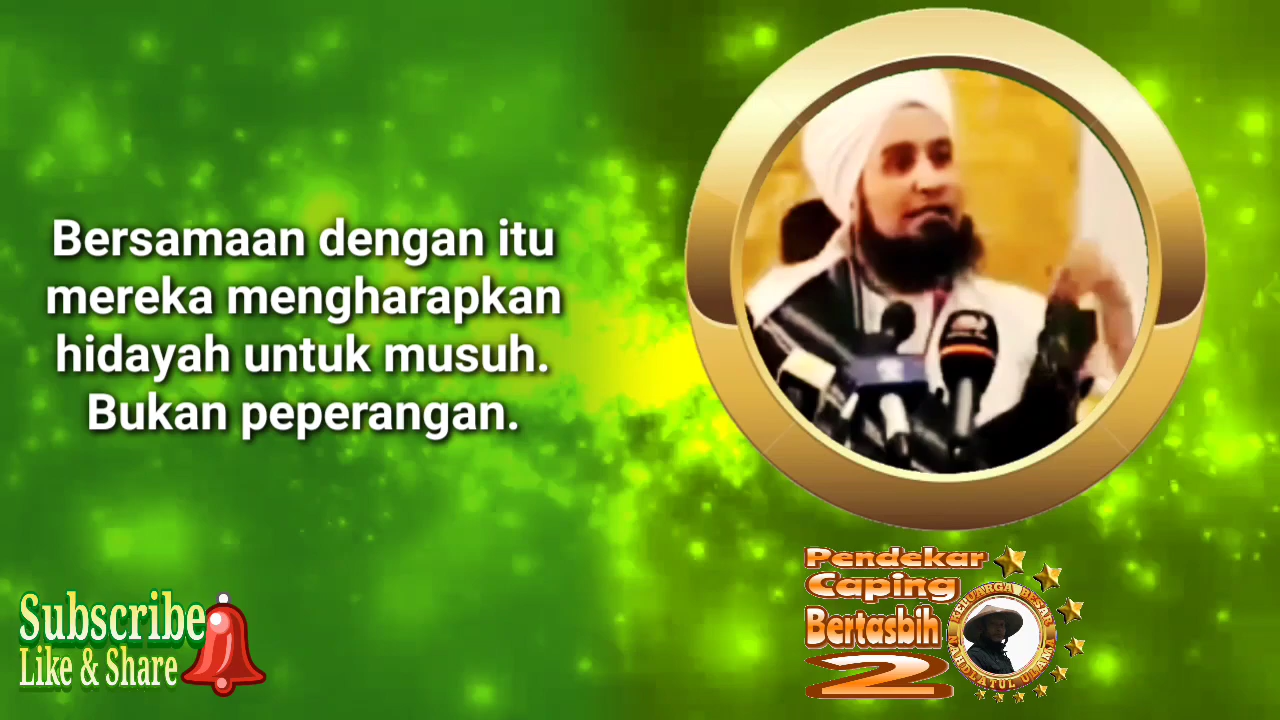 Bersamaan dengan itu
mereka mengharapkan
hidayah untuk musuh.
Bukan peperangan.
Subscribe
Like & Share
Pendekar
Caping
Bertasbih
2
KELUARGA BESAR
NAHDLATUL ULAMA